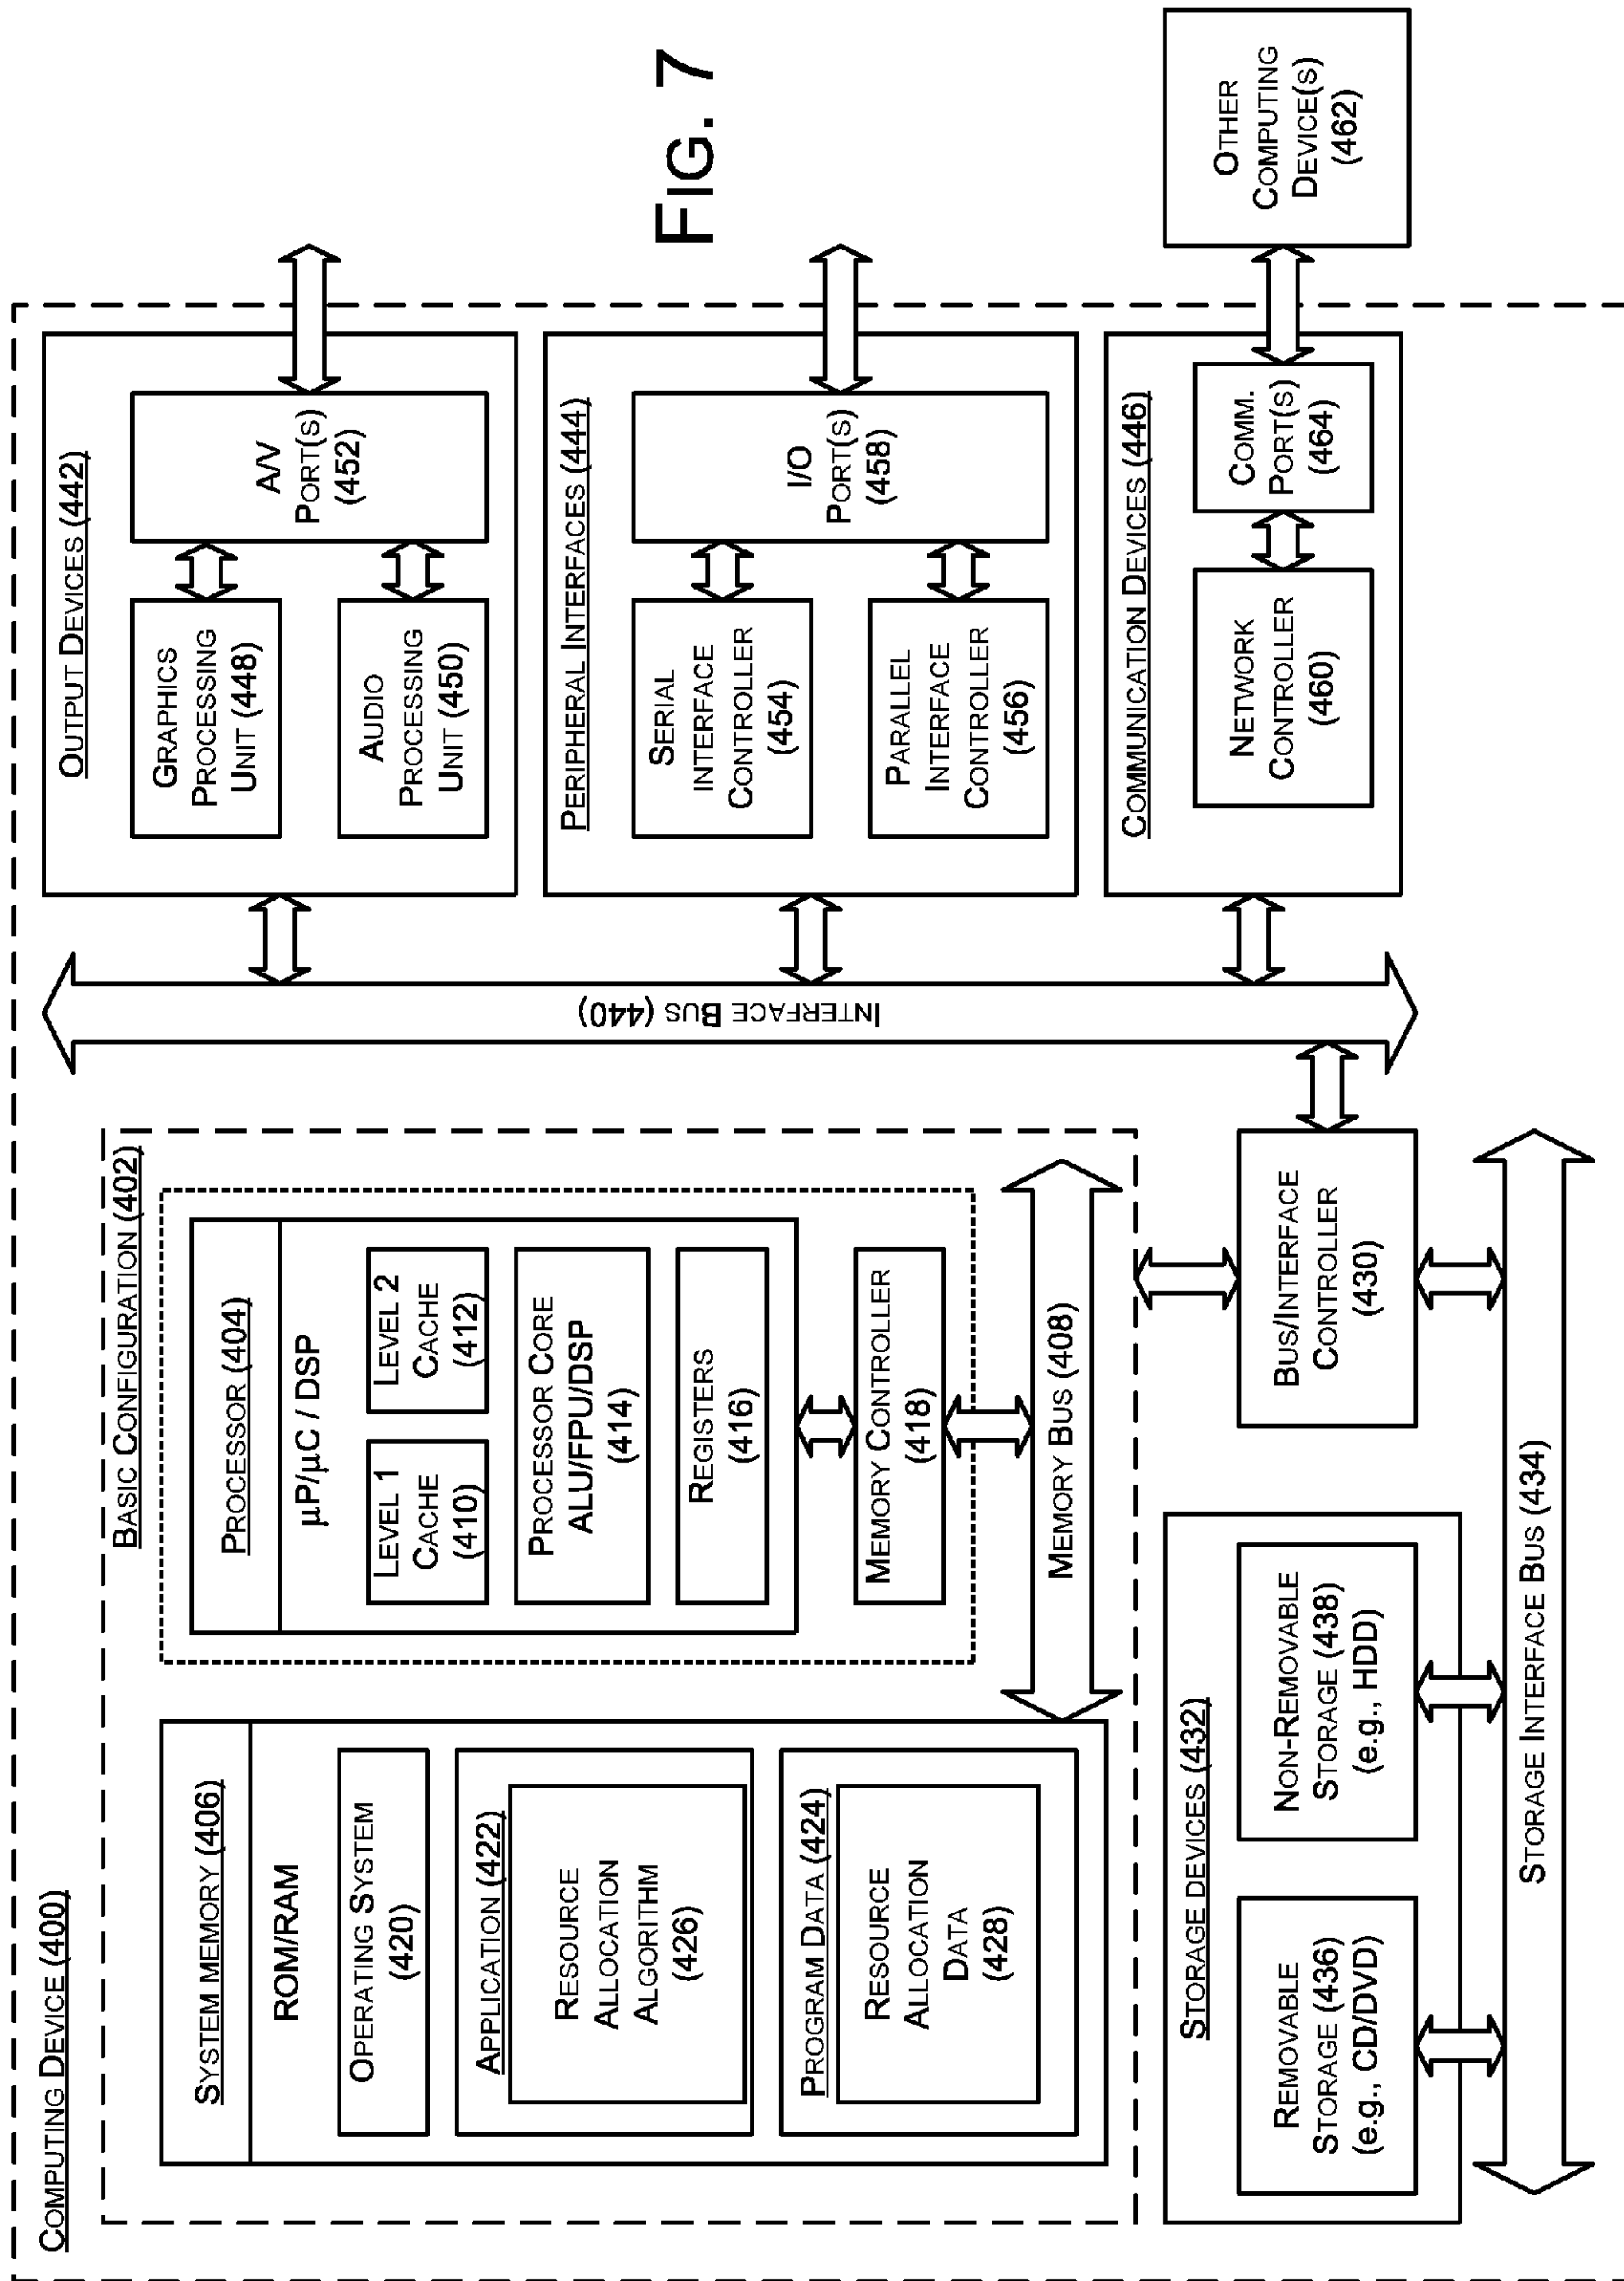 COMPUTING DEVICE (400)
BASIC CONFIGURATION (402)
SYSTEM MEMORY (406)
ROM/RAM
OPERATING SYSTEM
(420)
APPLICATION (422)
RESOURCE
ALLOCATION
ALGORITHM
(426)
PROGRAM DATA (424)
RESOURCE
ALLOCATION
DATA
(428)
PROCESSOR (404)
µP/µC / DSP
LEVEL 1
CACHE
(410)
LEVEL 2
CACHE
(412)
PROCESSOR CORE
ALU/FPU/DSP
(414)
REGISTERS
(416)
MEMORY CONTROLLER
(418)
MEMORY BUS (408)
BUS/INTERFACE
CONTROLLER
(430)
STORAGE DEVICES (432)
REMOVABLE
STORAGE (436)
(e.g., CD/DVD)
NON-REMOVABLE
STORAGE (438)
(e.g., HDD)
STORAGE INTERFACE BUS (434)
INTERFACE BUS (440)
OUTPUT DEVICES (442)
GRAPHICS
PROCESSING
UNIT (448)
AUDIO
PROCESSING
UNIT (450)
A/V
PORT(S)
(452)
PERIPHERAL INTERFACES (444)
SERIAL
INTERFACE
CONTROLLER
(454)
PARALLEL
INTERFACE
CONTROLLER
(456)
I/O
PORT(S)
(458)
COMMUNICATION DEVICES (446)
NETWORK
CONTROLLER
(460)
COMM.
PORT(S)
(464)
OTHER
COMPUTING
DEVICE(S)
(462)
FIG. 7